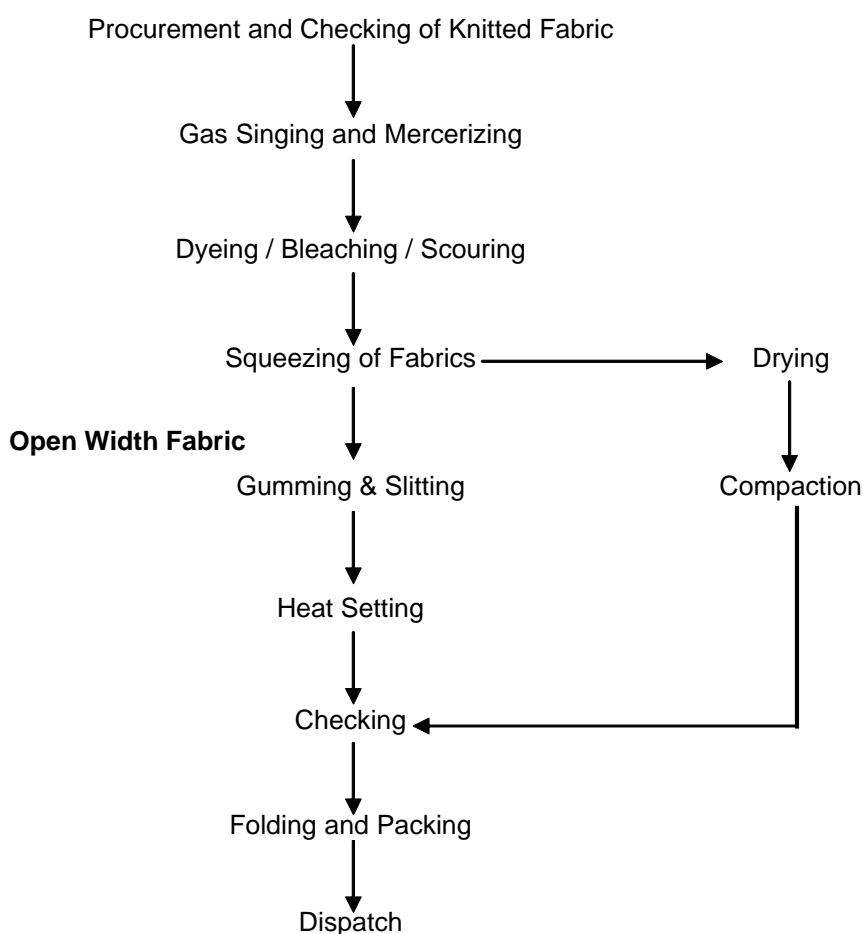 Procurement and Checking of Knitted Fabric
Gas Singing and Mercerizing
Dyeing / Bleaching / Scouring
Squeezing of Fabrics
Drying
Open Width Fabric
Gumming & Slitting
Compaction
Heat Setting
Checking
Folding and Packing
Dispatch